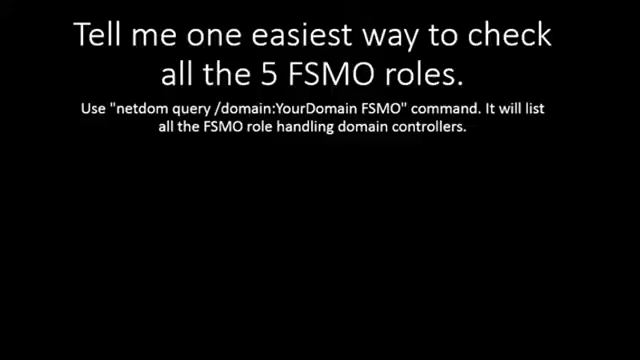 Tell me one easiest way to check
all the 5 FSMO roles.
Use "netdom query /domain:YourDomain FSMO" command. It will list
all the FSMO role handling domain controllers.